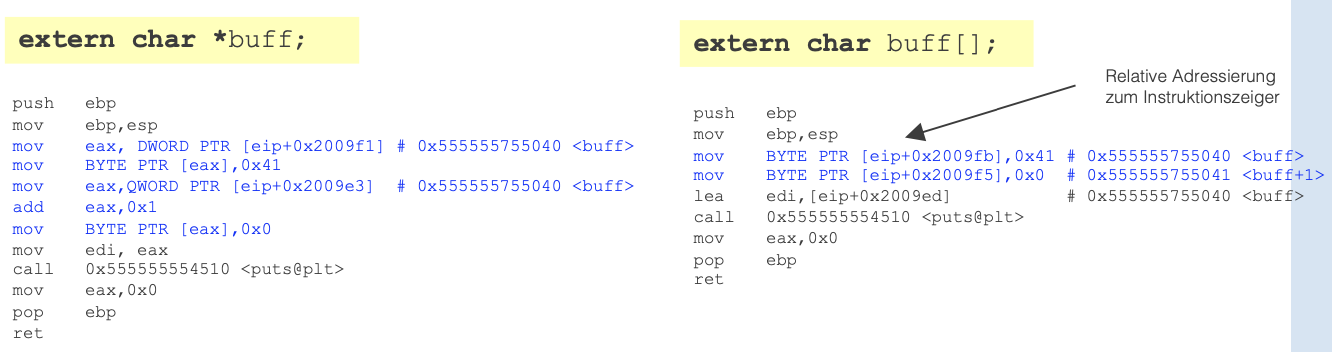 extern char *buff;
push ebp
mov ebp,esp
mov eax, DWORD PTR [eip+0x2009f1] # 0x555555755040 <buff>
mov BYTE PTR [eax],0x41
mov eax,QWORD PTR [eip+0x2009e3] # 0x555555755040 <buff>
add eax,0x1
mov BYTE PTR [eax],0x0
mov edi, eax
call 0x555555554510 <puts@plt>
mov eax,0x0
pop ebp
ret
extern char buff[];
Relative Adressierung
zum Instruktionszeiger
push ebp
mov ebp,esp
mov BYTE PTR [eip+0x2009fb],0x41 # 0x555555755040 <buff>
mov BYTE PTR [eip+0x2009f5],0x0 # 0x555555755041 <buff+1>
lea edi,[eip+0x2009ed] # 0x555555755040 <buff>
call 0x555555554510 <puts@plt>
mov eax,0x0
pop ebp
ret